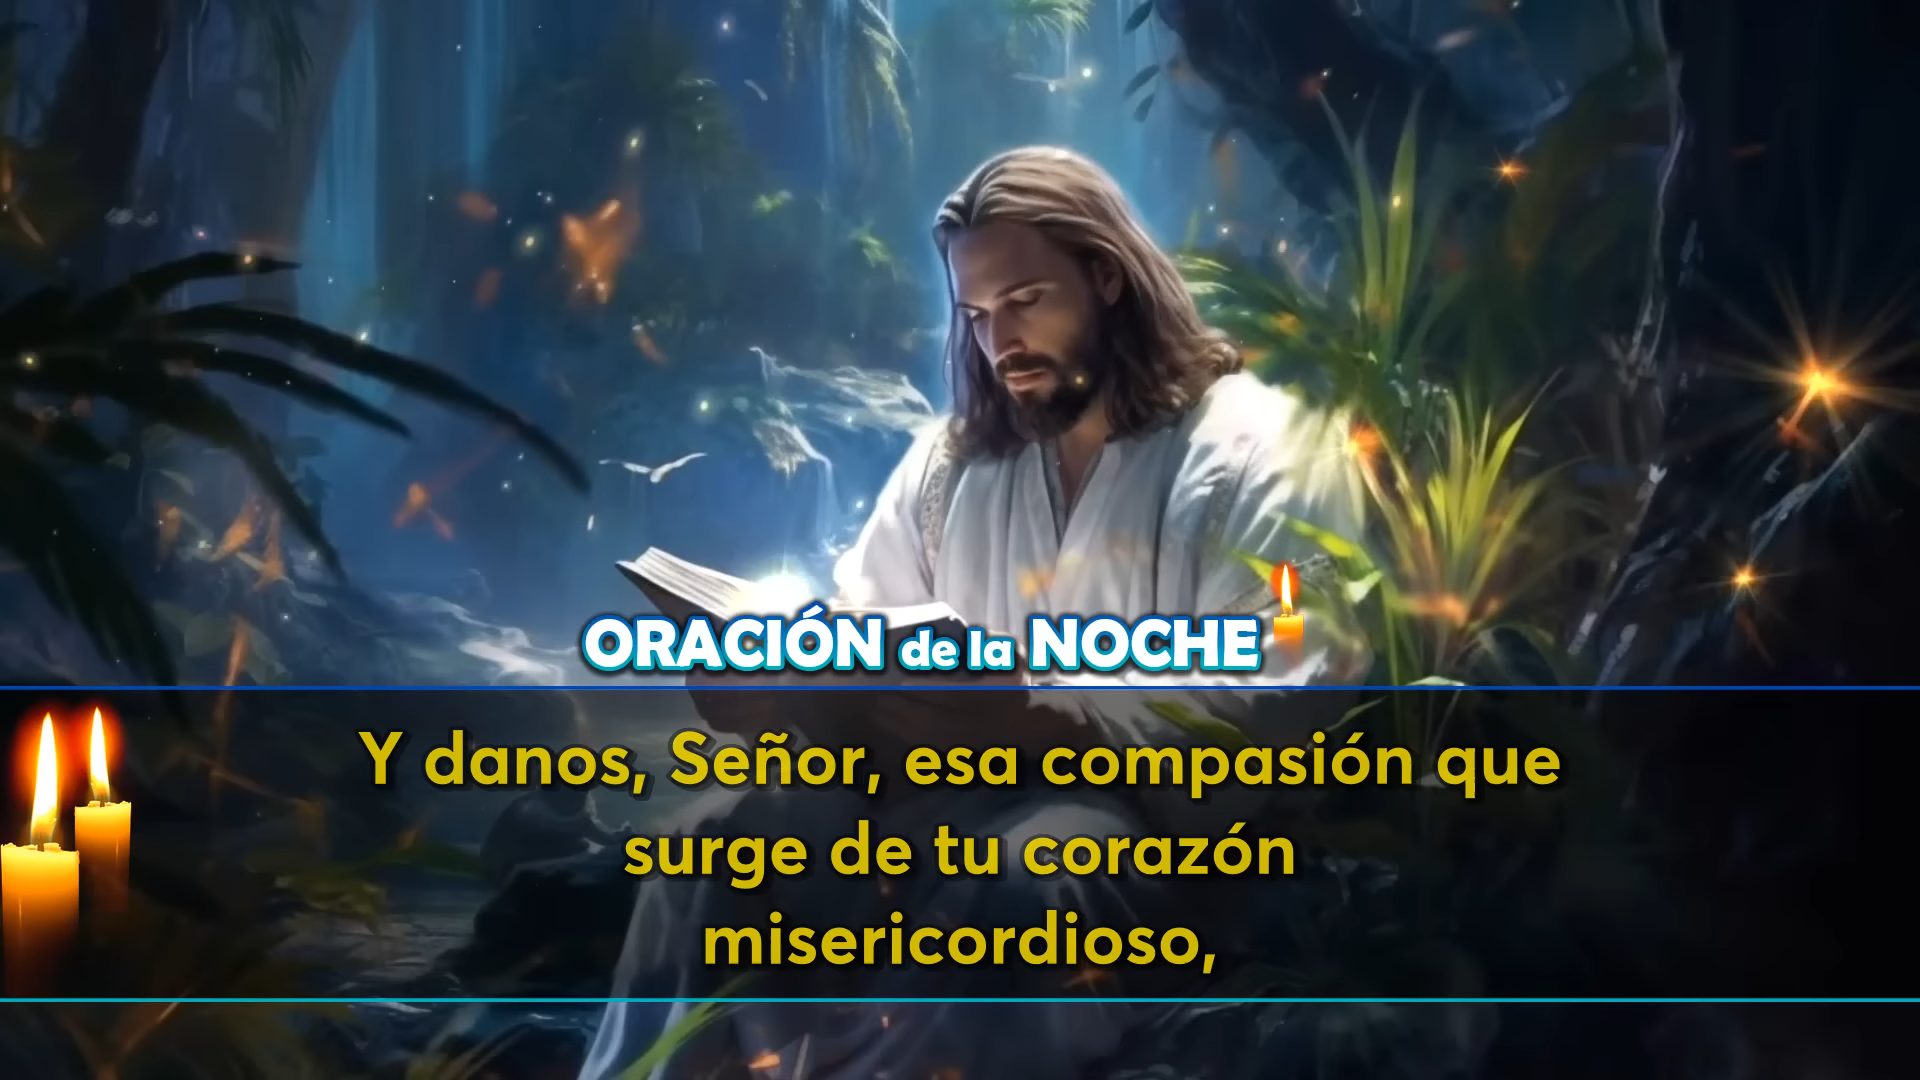 ORACIÓN de la NOCHE
Y danos, Señor, esa compasión que
surge de tu corazón
misericordioso,